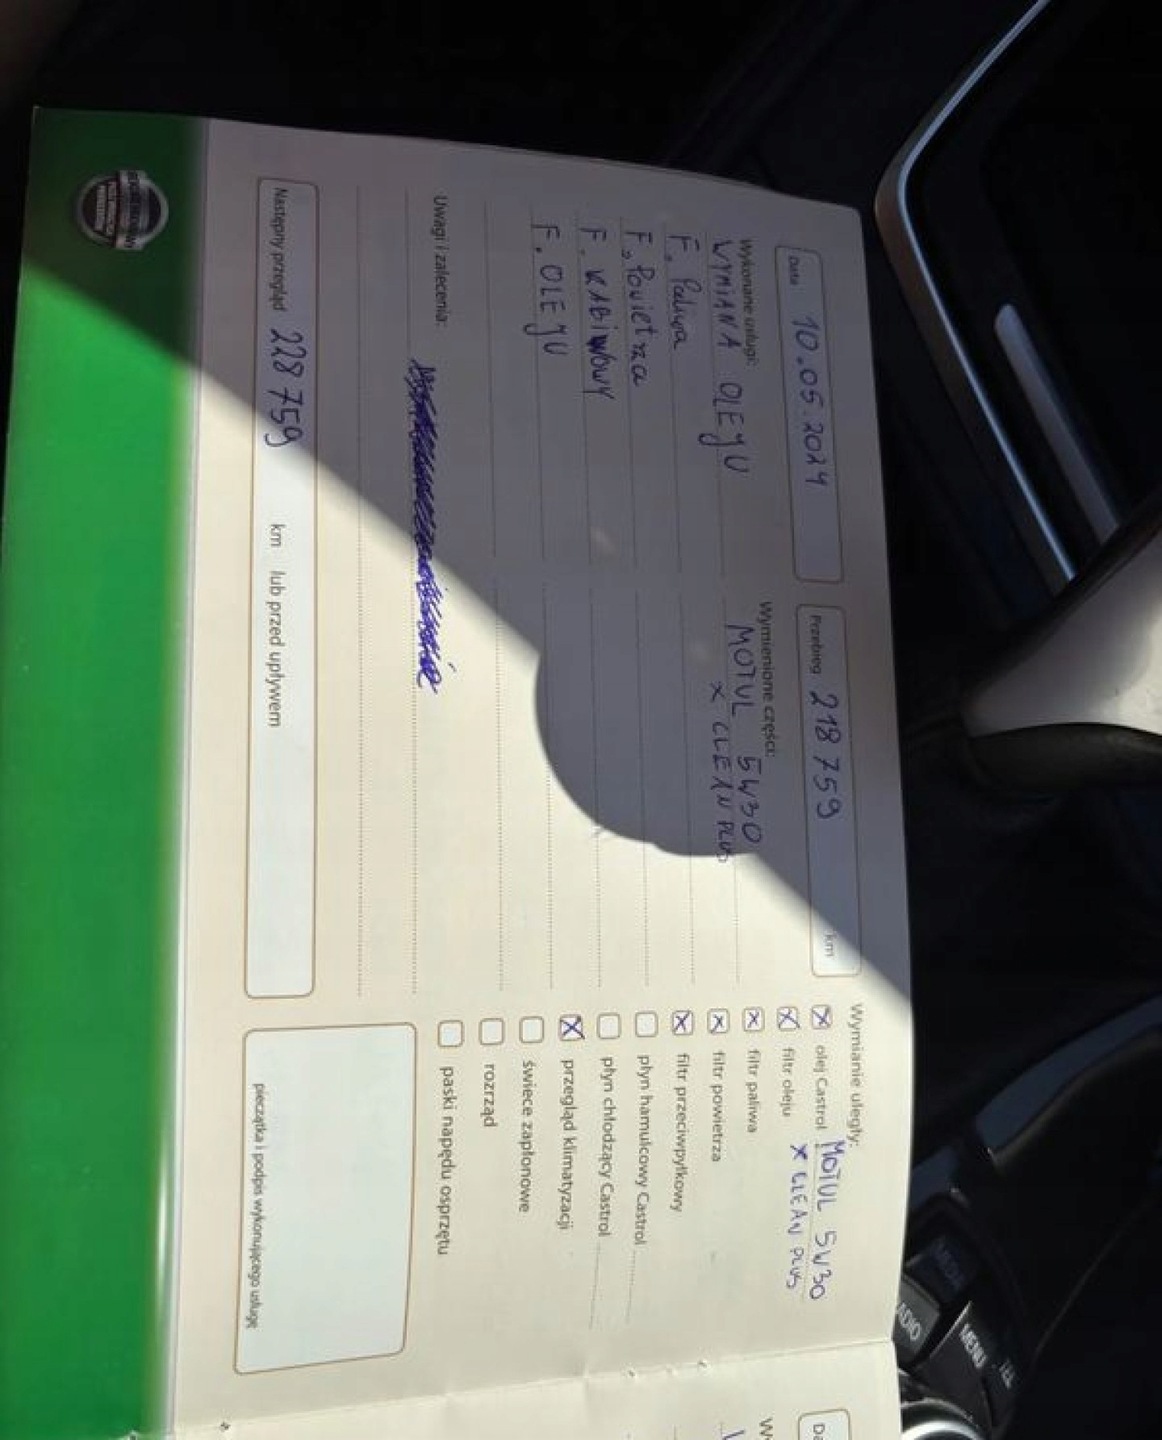 Data 10.05.2024
Przebieg 218 759 km
Wykonane usługi:
WYMIANA OLEJU
F. Paliwa
F. Powietrza
F. KABINOWY
F. OLEJU
Wymienione części:
MOTUL 5W30
X CLEAN PLUS
Uwagi i zalecenia:
Następny przegląd 228 759 km lub przed upływem
Wymianie uległy:
olej Castrol MOTUL 5W30
X CLEAN PLUS
filtr oleju
filtr paliwa
filtr powietrza
filtr przeciwpyłkowy
płyn hamulcowy Castrol
płyn chłodzący Castrol
przegląd klimatyzacji
świece zapłonowe
rozrząd
paski napędu osprzętu
pieczątka i podpis wykonującego usługę
MEDIA
RADIO
MENU